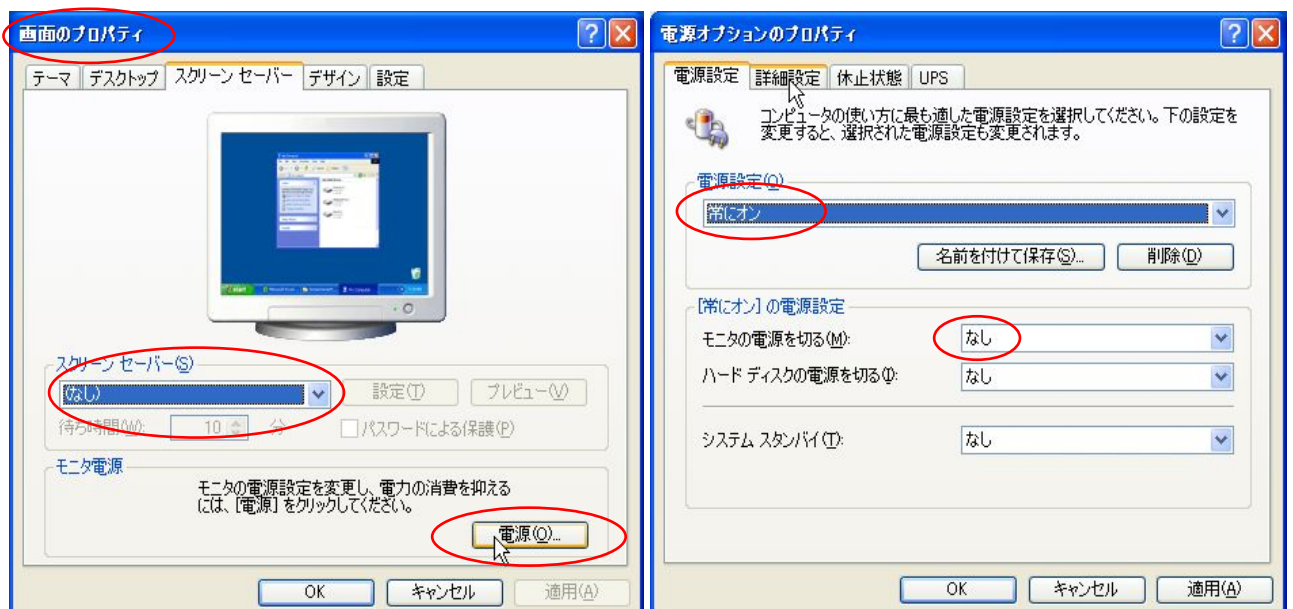 画面のプロパティ
テーマ デスクトップ スクリーン セーバー デザイン 設定
スクリーン セーバー(S)
(なし) 設定(T) プレビュー(V)
待ち時間(W): 10 分 パスワードによる保護(P)
モニタ電源
モニタの電源設定を変更し、電力の消費を抑える
には、[電源] をクリックしてください。
電源(O)...
OK キャンセル 適用(A)
電源オプションのプロパティ
電源設定 詳細設定 休止状態 UPS
コンピュータの使い方に最も適した電源設定を選択してください。下の設定を
変更すると、選択された電源設定も変更されます。
電源設定(O)
常にオン
名前を付けて保存(S)... 削除(D)
[常にオン] の電源設定
モニタの電源を切る(M): なし
ハード ディスクの電源を切る(I): なし
システム スタンバイ(T): なし
OK キャンセル 適用(A)